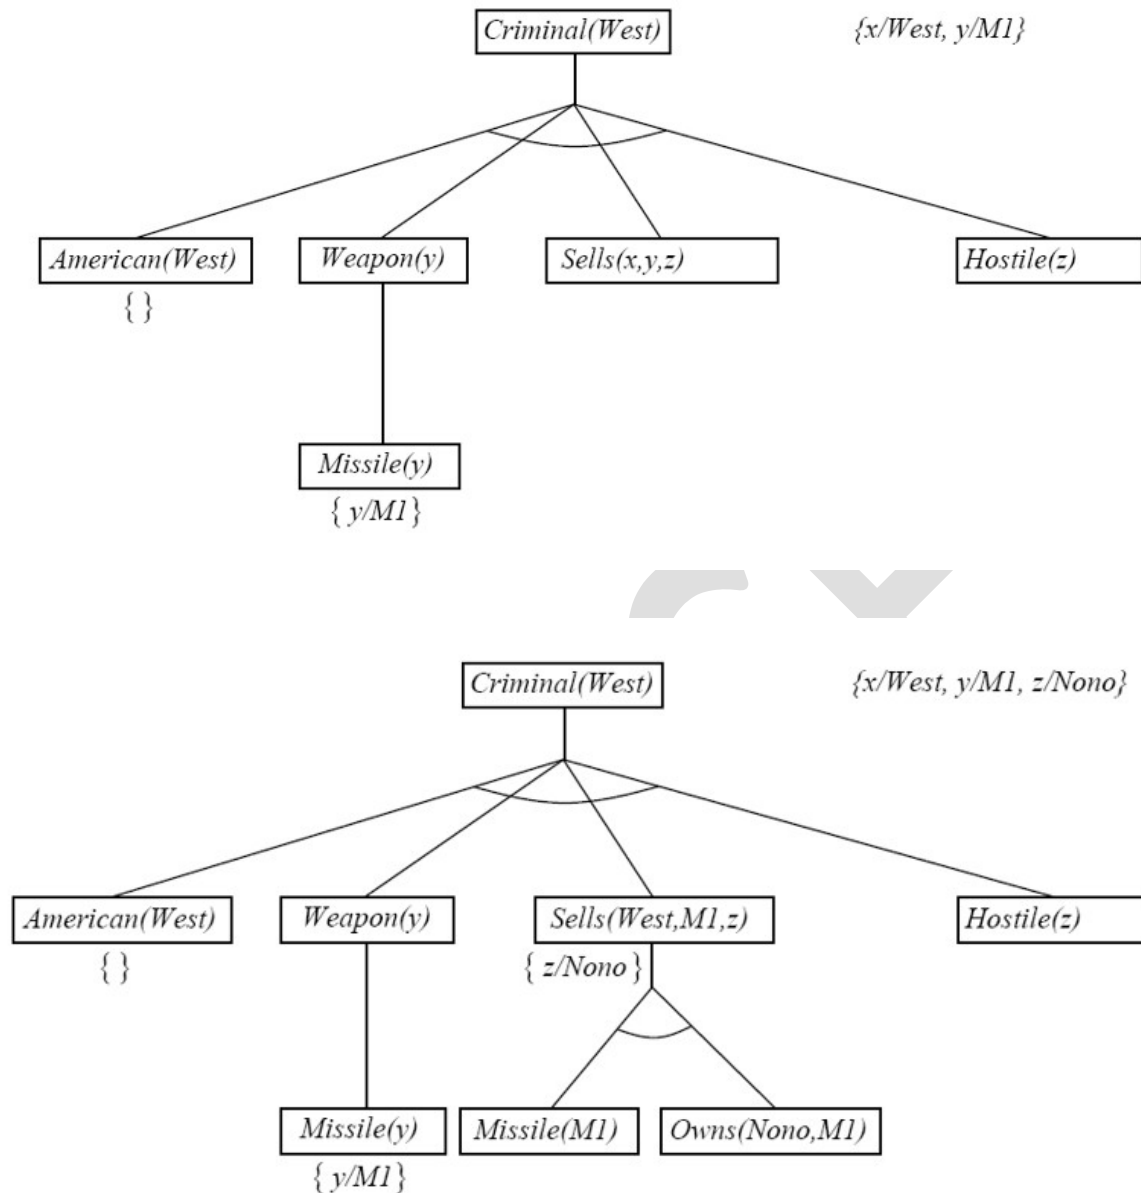 Criminal(West) {x/West, y/M1}
American(West) Weapon(y) Sells(x,y,z) Hostile(z)
{ }
Missile(y)
{ y/M1 }
Criminal(West) {x/West, y/M1, z/Nono}
American(West) Weapon(y) Sells(West,M1,z) Hostile(z)
{ } { z/Nono }
Missile(y) Missile(M1) Owns(Nono,M1)
{ y/M1 }